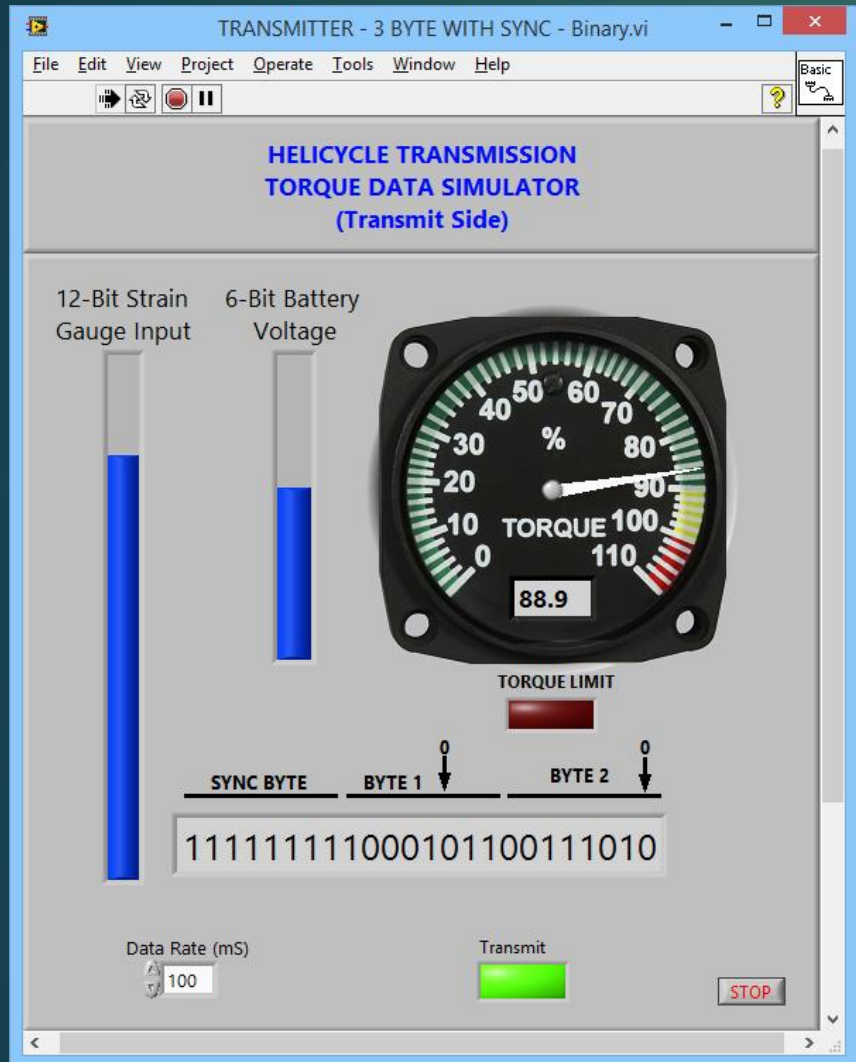 TRANSMITTER - 3 BYTE WITH SYNC - Binary.vi
File Edit View Project Operate Tools Window Help
Basic
HELICYCLE TRANSMISSION
TORQUE DATA SIMULATOR
(Transmit Side)
12-Bit Strain
Gauge Input
6-Bit Battery
Voltage
0
10
20
30
40
50
60
70
80
90
100
110
%
TORQUE
88.9
TORQUE LIMIT
0
0
SYNC BYTE
BYTE 1
BYTE 2
111111111000101100111010
Data Rate (mS)
100
Transmit
STOP